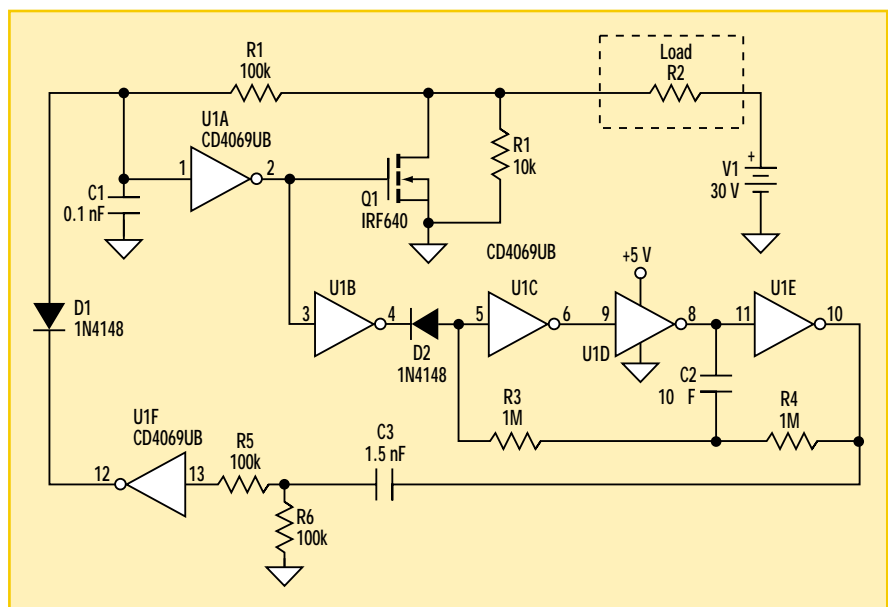 R1
100k
Load
R2
U1A
CD4069UB
1
2
R1
10k
+
V1
30 V
C1
0.1 nF
Q1
IRF640
CD4069UB
+5 V
U1B
U1C
U1E
3
4
5
6
9
8
11
10
D1
1N4148
D2
1N4148
U1D
C2
10 F
R3
1M
R4
1M
U1F
CD4069UB
R5
100k
C3
1.5 nF
12
13
R6
100k